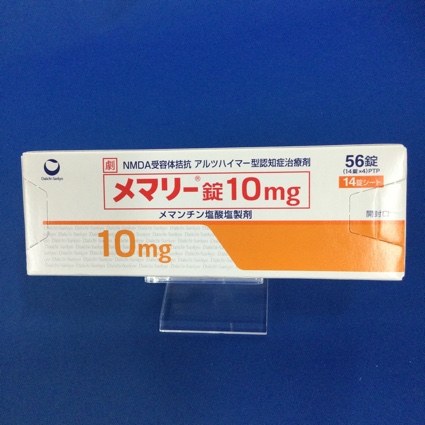 Daiichi-Sankyo
劇 NMDA受容体拮抗 アルツハイマー型認知症治療剤
メマリー®錠10mg
メマンチン塩酸塩製剤
10mg
56錠
(14錠×4)PTP
14錠シート
開封口